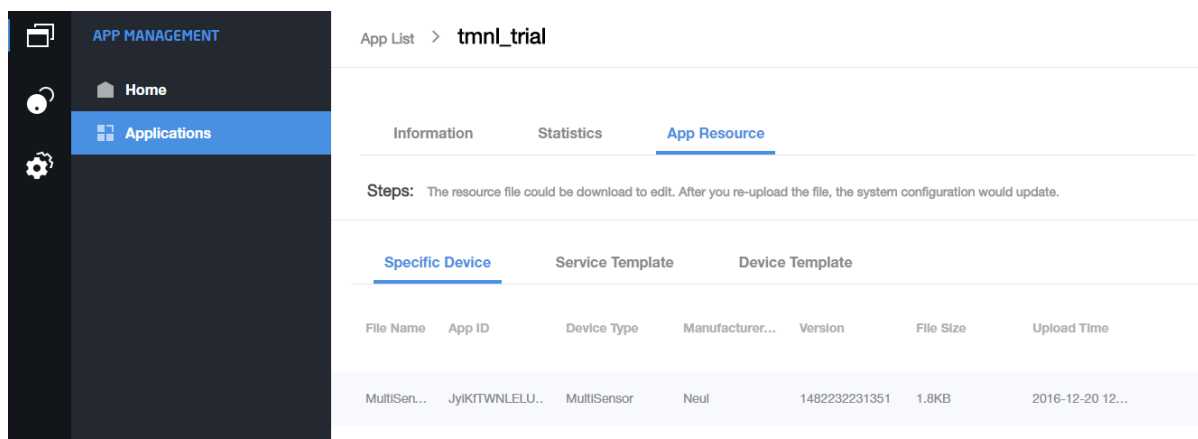 APP MANAGEMENT
Home
Applications
App List > tmnl_trial
Information Statistics App Resource
Steps: The resource file could be download to edit. After you re-upload the file, the system configuration would update.
Specific Device Service Template Device Template
File Name App ID Device Type Manufacturer... Version File Size Upload Time
MultiSen... JyiKfTWNLELU.. MultiSensor Neul 1482232231351 1.8KB 2016-12-20 12...